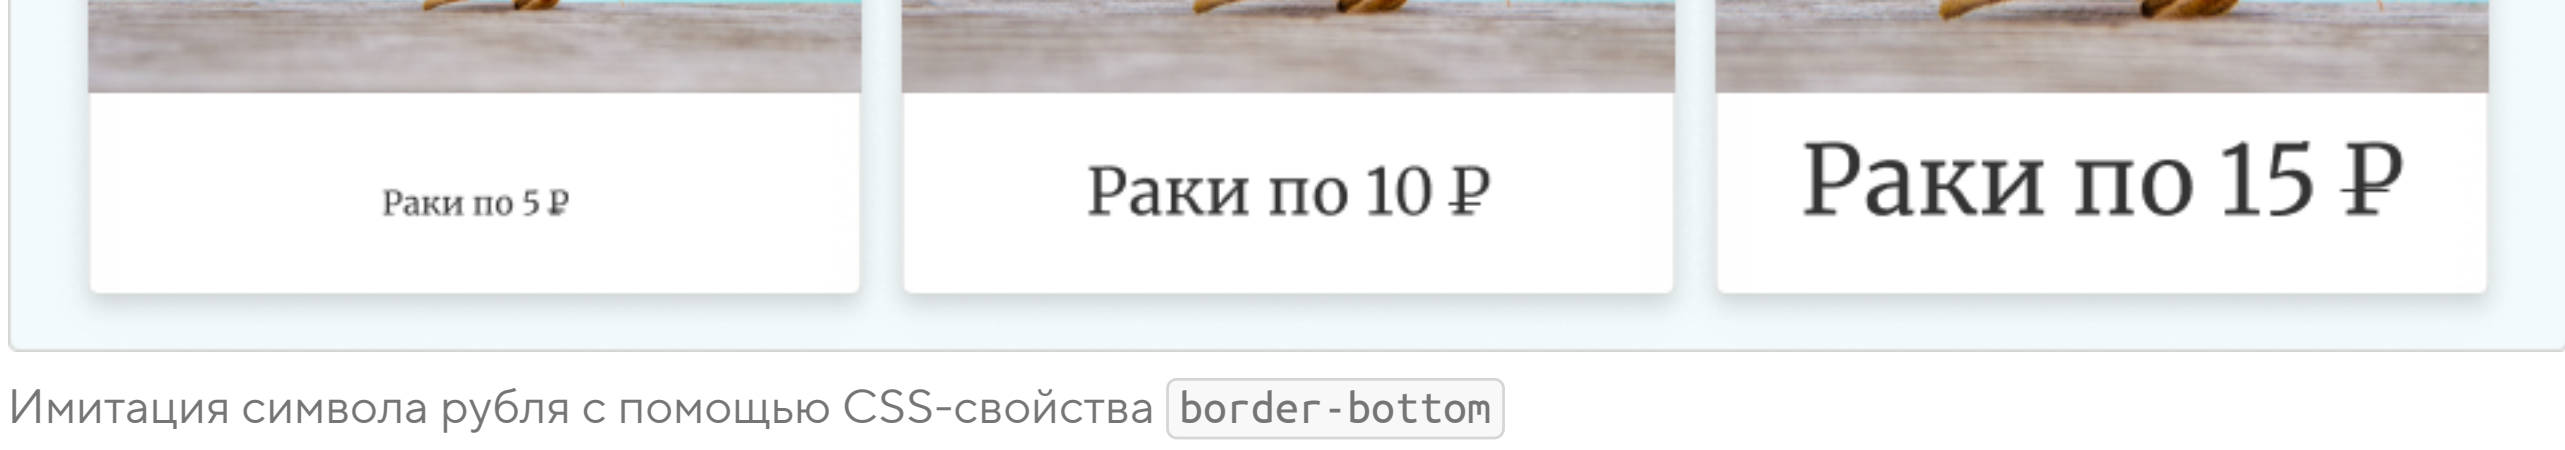 Раки по 5 ₽
Раки по 10 ₽
Раки по 15 ₽
Имитация символа рубля с помощью CSS-свойства border-bottom